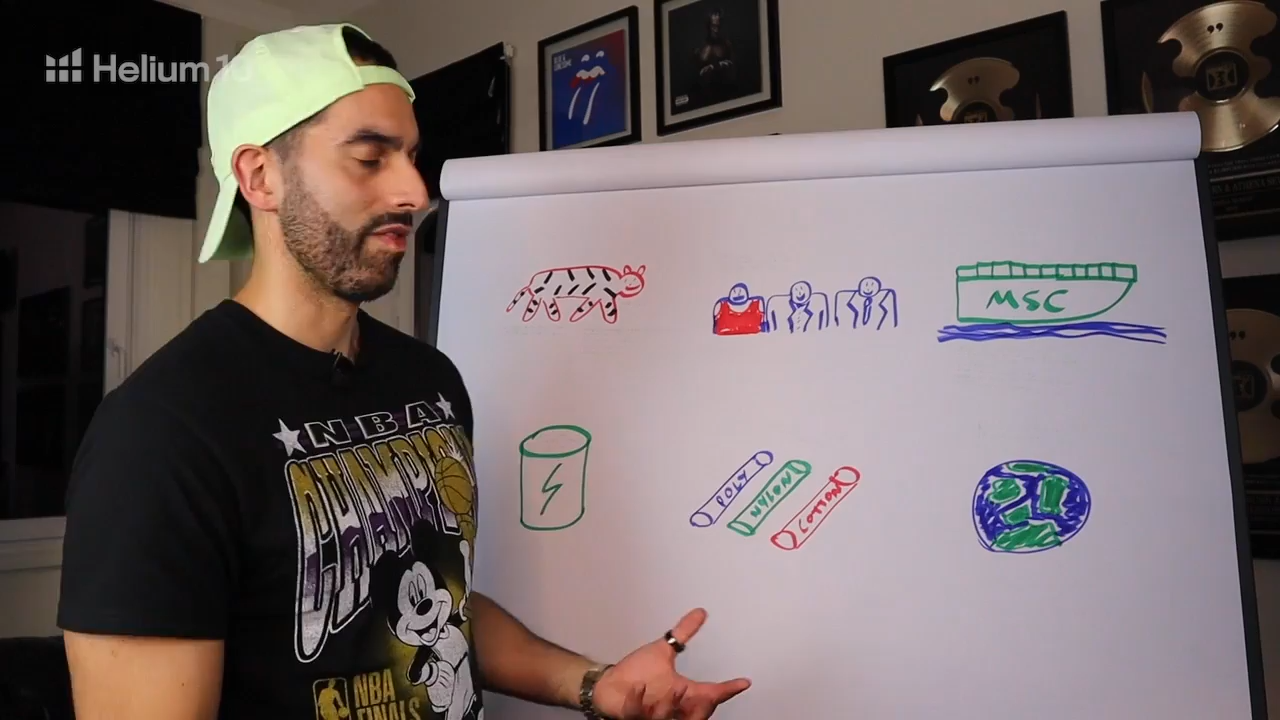 Helium 10
MSC
POLY
NYLON
COTTON
NBA
CHAMPIONS
NBA
FINALS